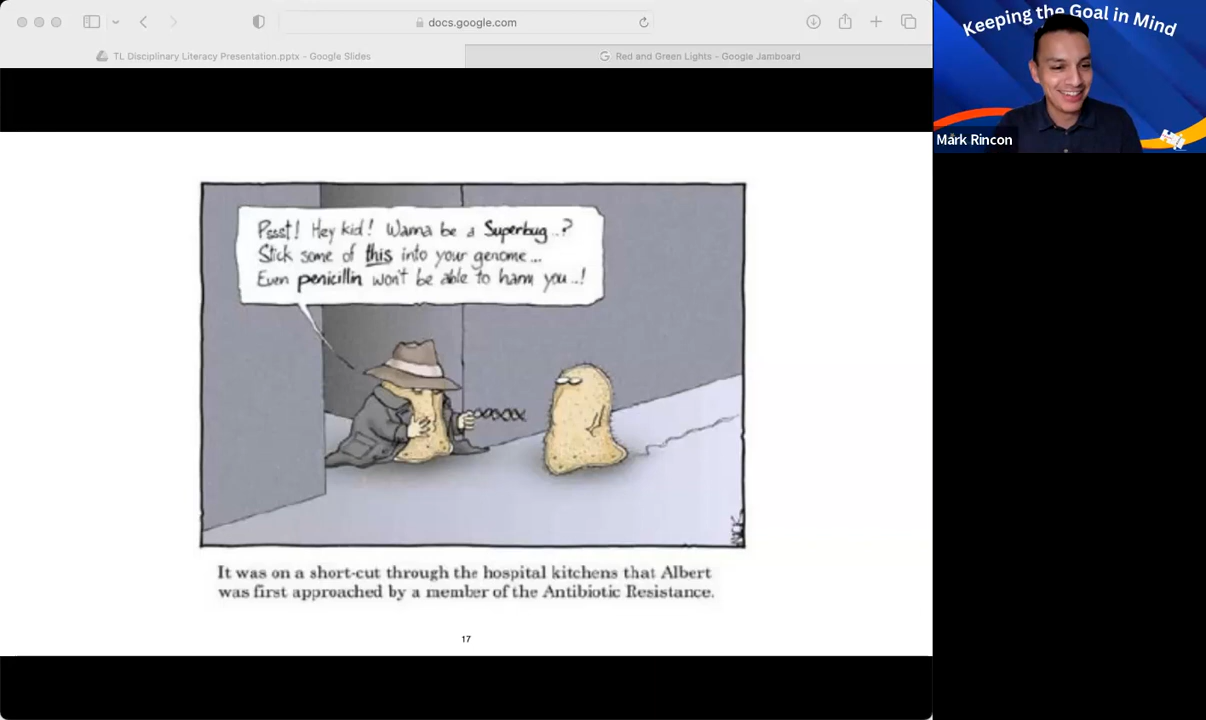 docs.google.com
TL Disciplinary Literacy Presentation.pptx - Google Slides
Red and Green Lights - Google Jamboard
Keeping the Goal in Mind
Mark Rincon
Pssst! Hey kid! Wanna be a Superbug..?
Stick some of this into your genome...
Even penicillin won't be able to harm you..!
It was on a short-cut through the hospital kitchens that Albert
was first approached by a member of the Antibiotic Resistance.
17